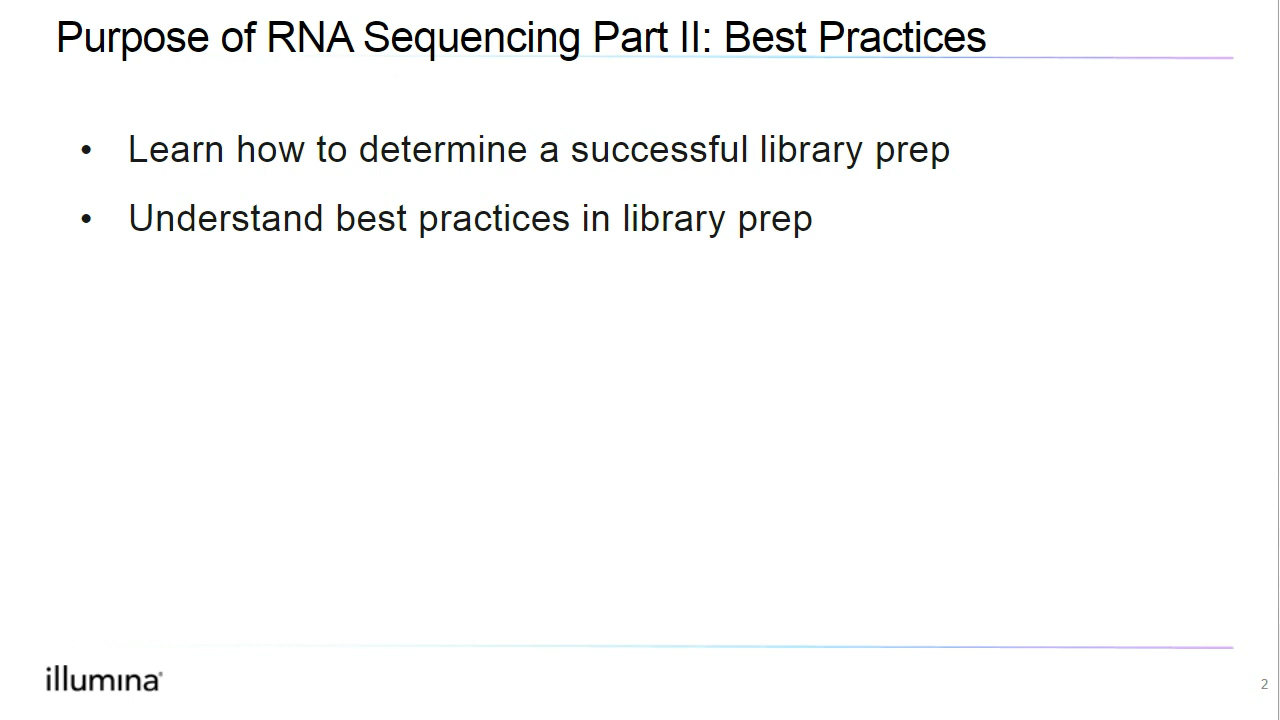 Purpose of RNA Sequencing Part II: Best Practices
• Learn how to determine a successful library prep
• Understand best practices in library prep
illumina®
2